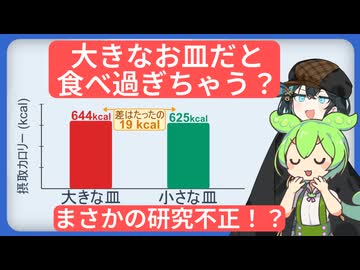 大きなお皿だと
食べ過ぎちゃう？
摂取カロリー (kcal)
644kcal
差はたったの
19 kcal
625kcal
大きな皿
小さな皿
まさかの研究不正！？